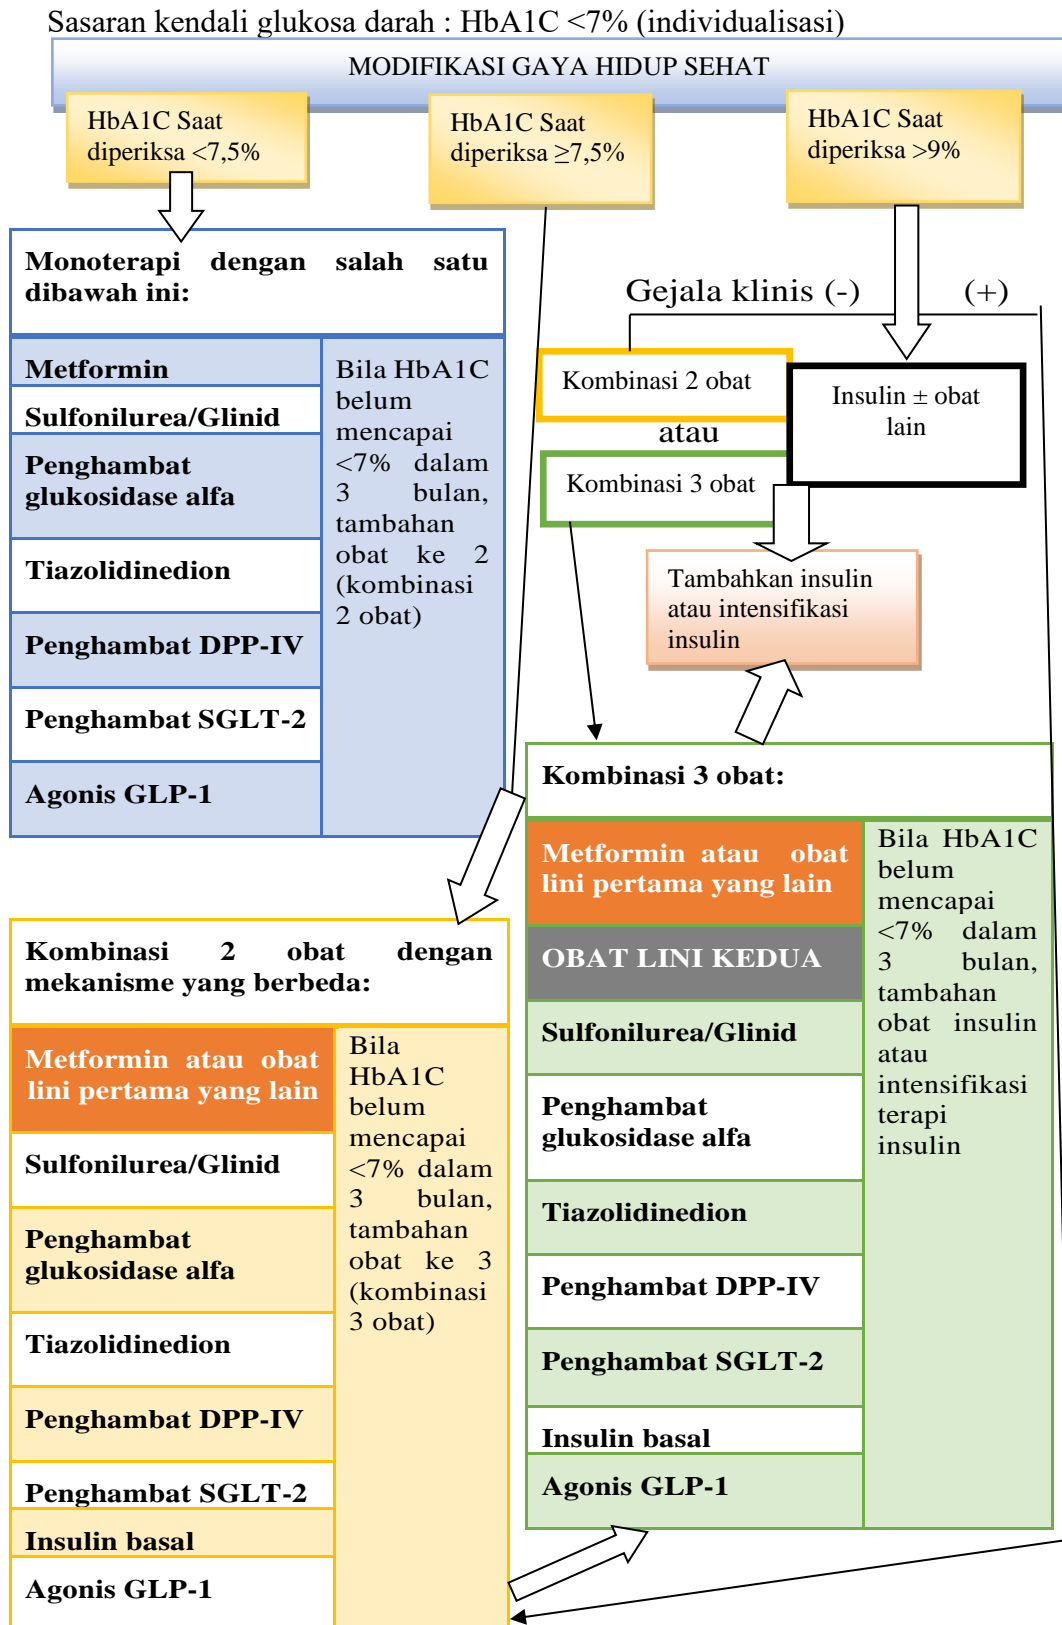 Sasaran kendali glukosa darah : HbA1C <7% (individualisasi)
MODIFIKASI GAYA HIDUP SEHAT
HbA1C Saat
diperiksa <7,5%
HbA1C Saat
diperiksa ≥7,5%
HbA1C Saat
diperiksa >9%
Monoterapi dengan salah satu
dibawah ini:
Metformin
Sulfonilurea/Glinid
Penghambat
glukosidase alfa
Tiazolidinedion
Penghambat DPP-IV
Penghambat SGLT-2
Agonis GLP-1
Bila HbA1C
belum
mencapai
<7% dalam
3 bulan,
tambahan
obat ke 2
(kombinasi
2 obat)
Gejala klinis (-)
(+)
Kombinasi 2 obat
atau
Kombinasi 3 obat
Insulin ± obat
lain
Tambahkan insulin
atau intensifikasi
insulin
Kombinasi 2 obat dengan
mekanisme yang berbeda:
Metformin atau obat
lini pertama yang lain
Sulfonilurea/Glinid
Penghambat
glukosidase alfa
Tiazolidinedion
Penghambat DPP-IV
Penghambat SGLT-2
Insulin basal
Agonis GLP-1
Bila
HbA1C
belum
mencapai
<7% dalam
3 bulan,
tambahan
obat ke 3
(kombinasi
3 obat)
Kombinasi 3 obat:
Metformin atau obat
lini pertama yang lain
OBAT LINI KEDUA
Sulfonilurea/Glinid
Penghambat
glukosidase alfa
Tiazolidinedion
Penghambat DPP-IV
Penghambat SGLT-2
Insulin basal
Agonis GLP-1
Bila HbA1C
belum
mencapai
<7% dalam
3 bulan,
tambahan
obat insulin
atau
intensifikasi
terapi
insulin